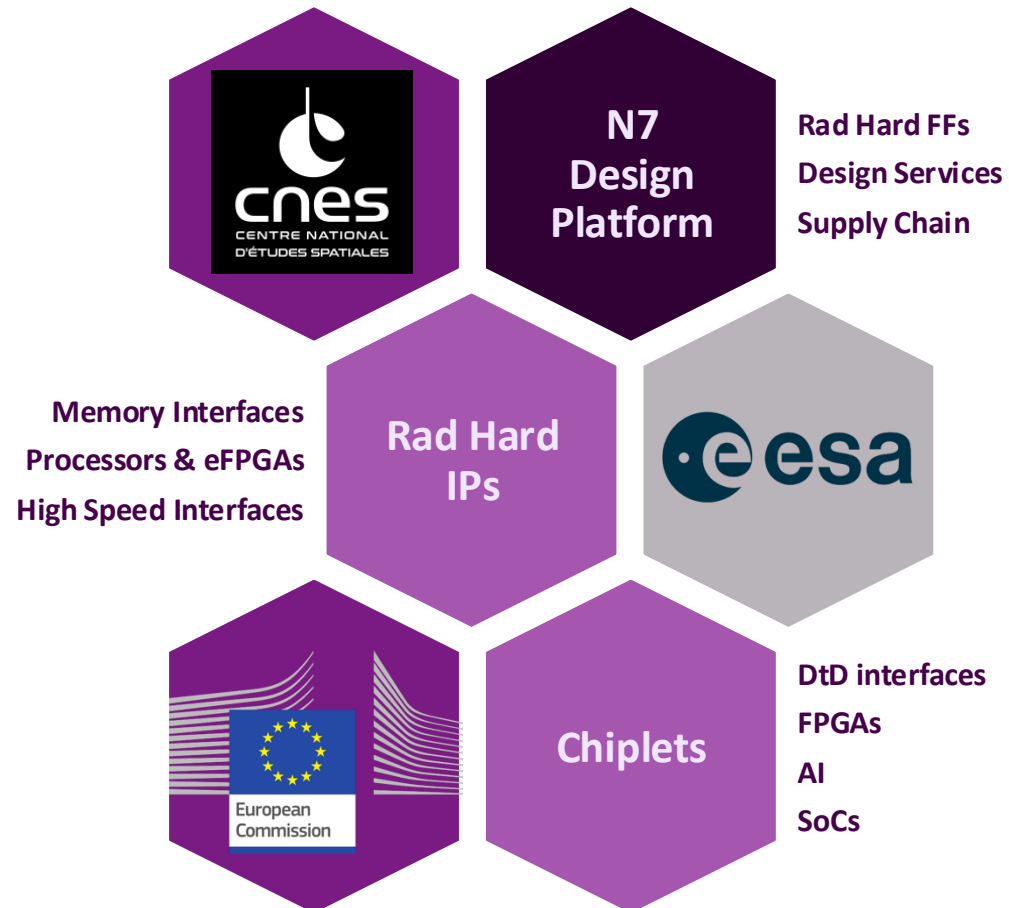 cnes
CENTRE NATIONAL
D'ÉTUDES SPATIALES
N7
Design
Platform
Rad Hard FFs
Design Services
Supply Chain
Memory Interfaces
Processors & eFPGAs
High Speed Interfaces
Rad Hard
IPs
esa
European
Commission
Chiplets
DtD interfaces
FPGAs
AI
SoCs